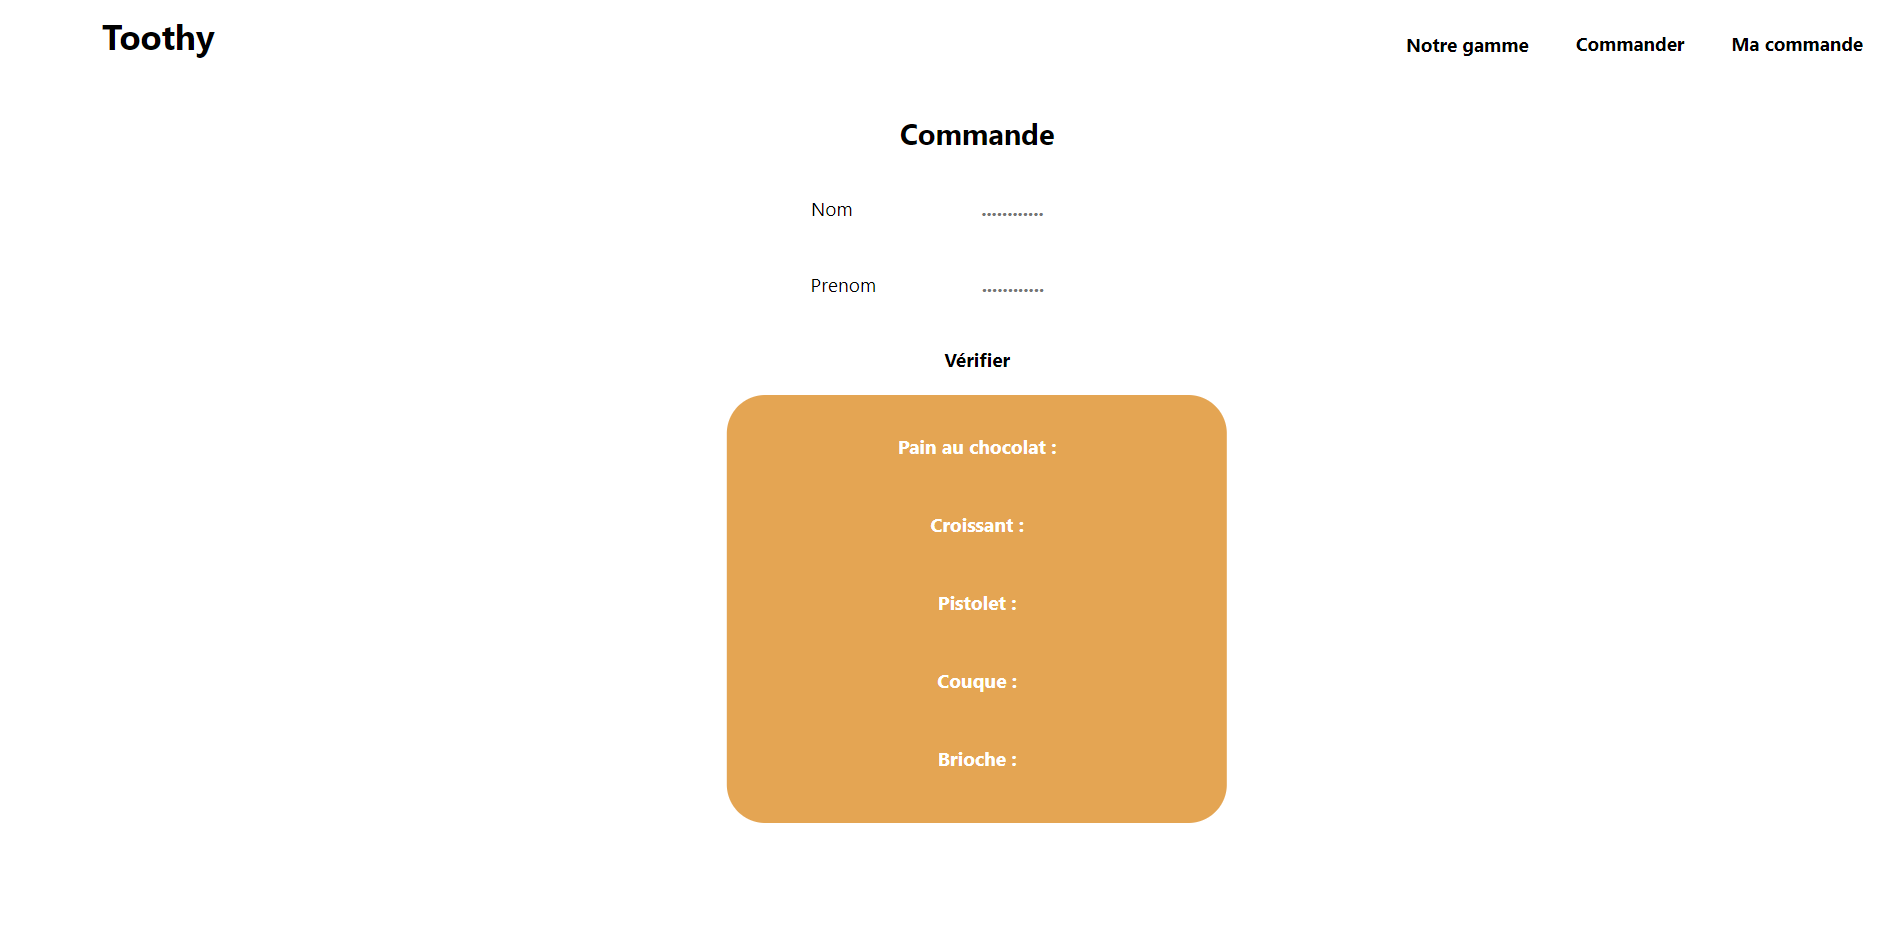 Toothy
Notre gamme Commander Ma commande
Commande
Nom ............
Prenom ............
Vérifier
Pain au chocolat :
Croissant :
Pistolet :
Couque :
Brioche :